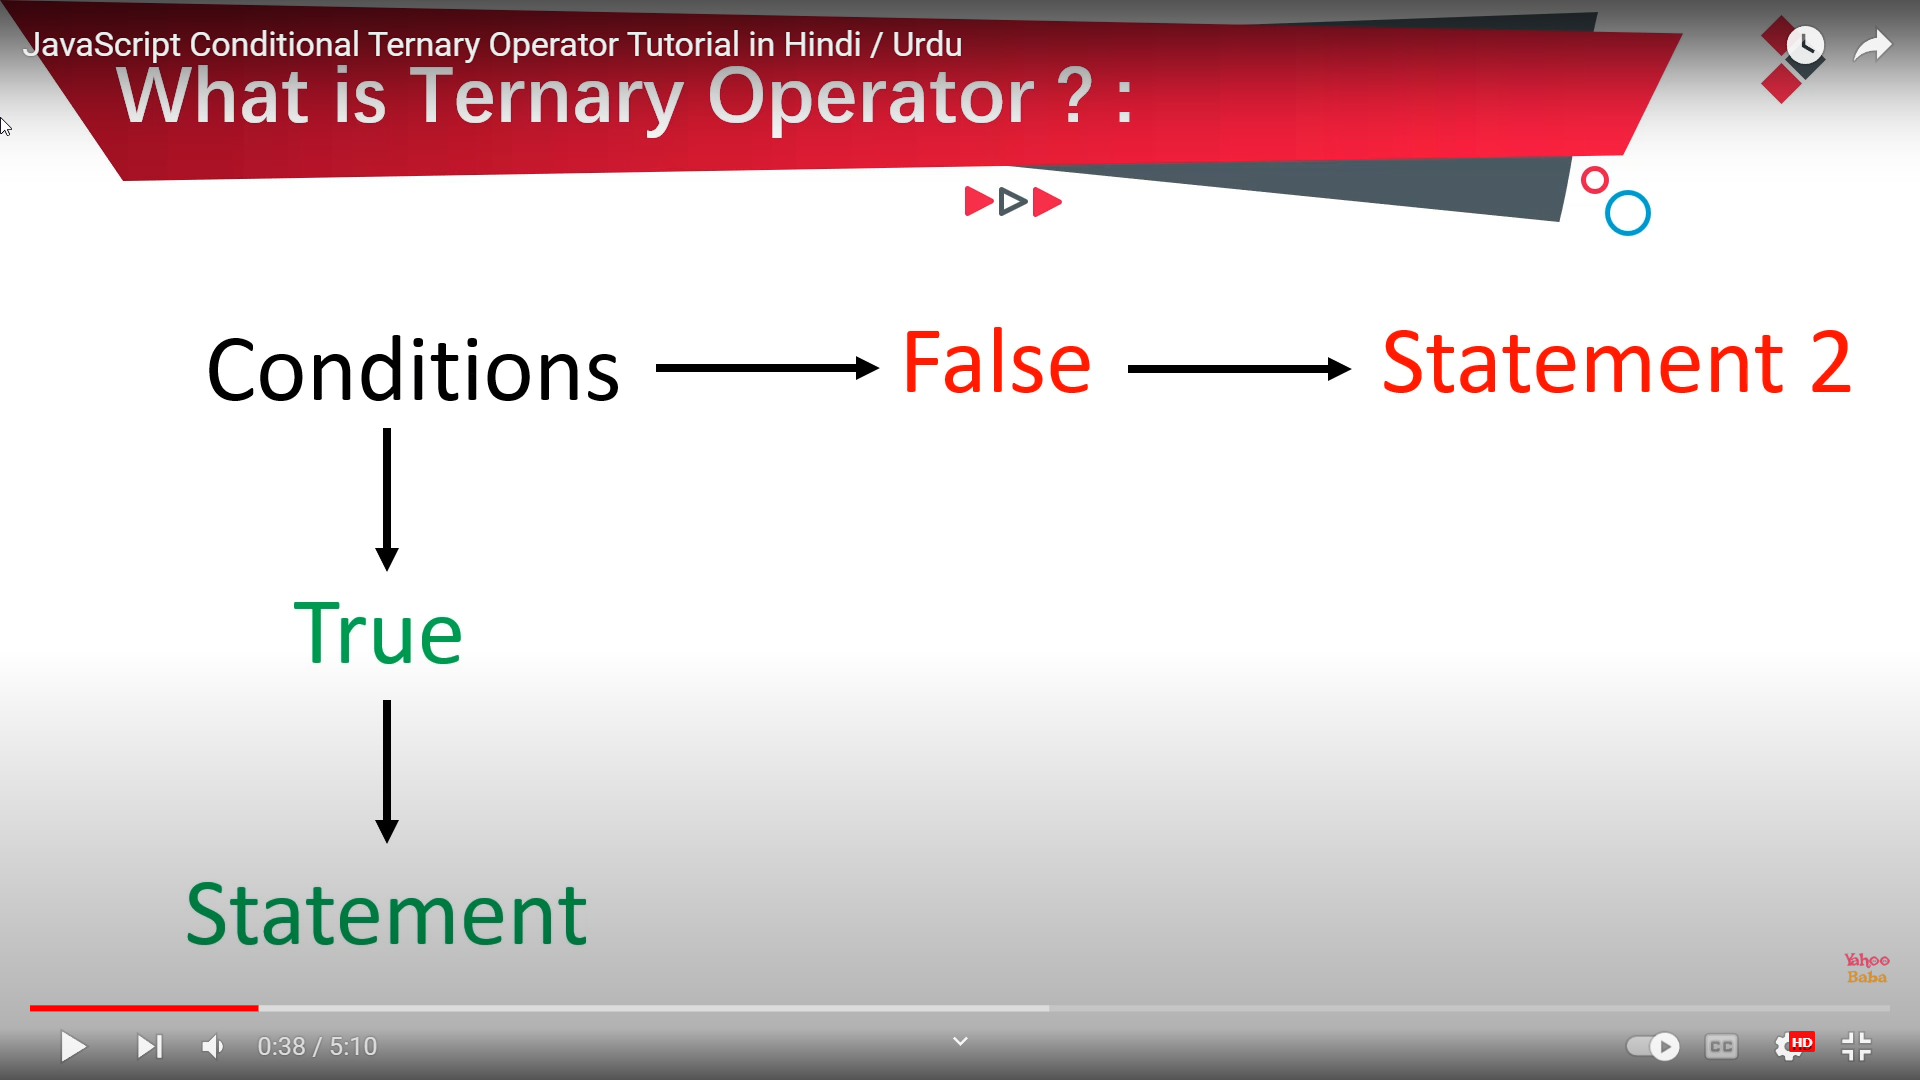 JavaScript Conditional Ternary Operator Tutorial in Hindi / Urdu
What is Ternary Operator ? :
Conditions
False
Statement 2
True
Statement
Yahoo
Baba
0:38 / 5:10
CC
HD